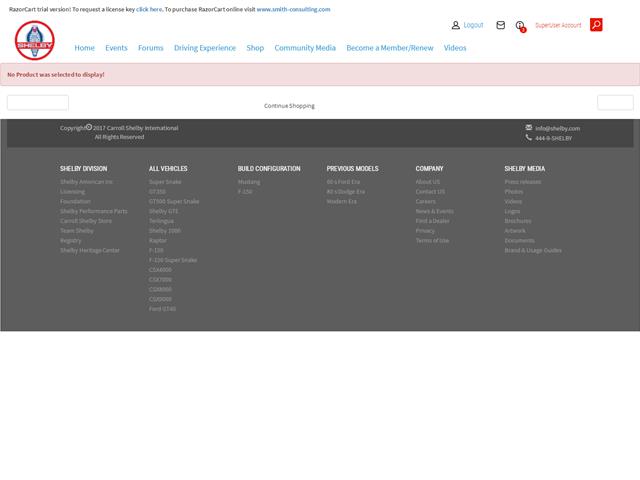 RazorCart trial version! To request a license key click here. To purchase RazorCart online visit www.smith-consulting.com
SHELBY
Logout
SuperUser Account
Home Events Forums Driving Experience Shop Community Media Become a Member/Renew Videos
No Product was selected to display!
Continue Shopping
Copyright© 2017 Carroll Shelby International
All Rights Reserved
info@shelby.com
444-9-SHELBY
SHELBY DIVISION
Shelby American Inc
Licensing
Foundation
Shelby Performance Parts
Carroll Shelby Store
Team Shelby
Registry
Shelby Heritage Center
ALL VEHICLES
Super Snake
GT350
GT500 Super Snake
Shelby GTE
Terlingua
Shelby 1000
Raptor
F-150
F-150 Super Snake
CSX6000
CSX7000
CSX8000
CSX9000
Ford GT40
BUILD CONFIGURATION
Mustang
F-150
PREVIOUS MODELS
60 s Ford Era
80 s Dodge Era
Modern Era
COMPANY
About US
Contact US
Careers
News & Events
Find a Dealer
Privacy
Terms of Use
SHELBY MEDIA
Press releases
Photos
Videos
Logos
Brochures
Artwork
Documents
Brand & Usage Guides